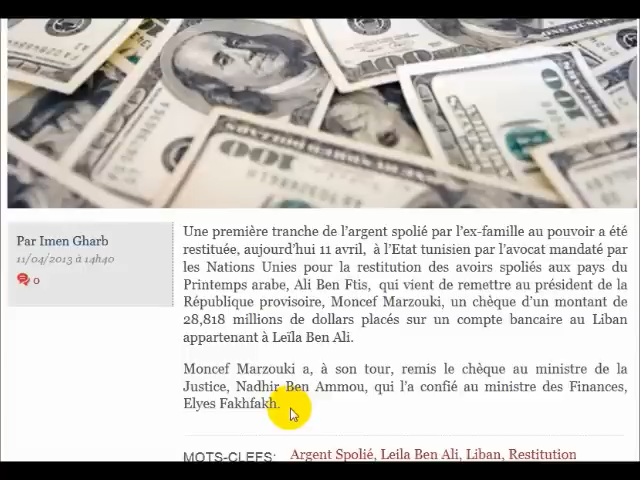 100
100
100
Par Imen Gharb
11/04/2013 à 14h40
0
Une première tranche de l'argent spolié par l'ex-famille au pouvoir a été
restituée, aujourd'hui 11 avril, à l'Etat tunisien par l'avocat mandaté par
les Nations Unies pour la restitution des avoirs spoliés aux pays du
Printemps arabe, Ali Ben Ftis, qui vient de remettre au président de la
République provisoire, Moncef Marzouki, un chèque d'un montant de
28,818 millions de dollars placés sur un compte bancaire au Liban
appartenant à Leïla Ben Ali.
Moncef Marzouki a, à son tour, remis le chèque au ministre de la
Justice, Nadhir Ben Ammou, qui l'a confié au ministre des Finances,
Elyes Fakhfakh.
MOTS-CLEFS: Argent Spolié, Leila Ben Ali, Liban, Restitution